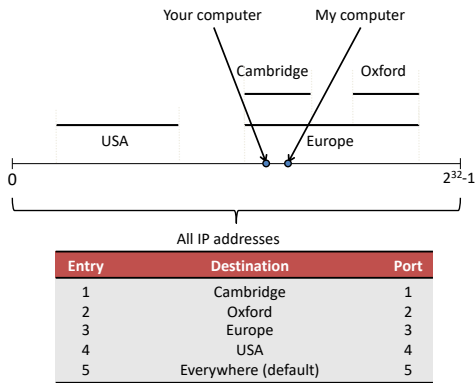 Your computer My computer
Cambridge Oxford
USA Europe
0 2³²-1
All IP addresses
Entry Destination Port
1 Cambridge 1
2 Oxford 2
3 Europe 3
4 USA 4
5 Everywhere (default) 5